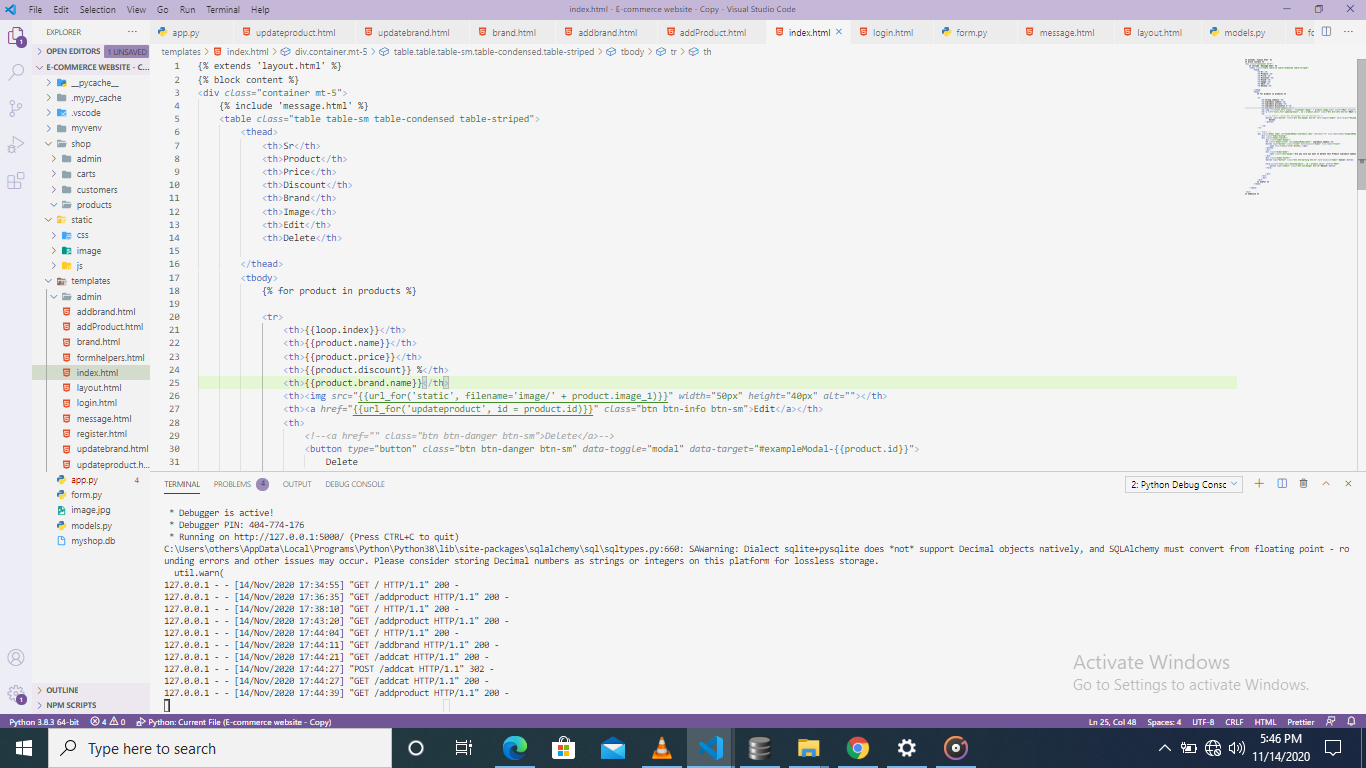 File Edit Selection View Go Run Terminal Help
index.html - E-commerce website - Copy - Visual Studio Code
EXPLORER ...
app.py updateproduct.html updatebrand.html brand.html addbrand.html addProduct.html index.html login.html form.py message.html layout.html models.py fc
OPEN EDITORS 1 UNSAVED
templates > index.html > div.container.mt-5 > table.table.table-sm.table-condensed.table-striped > tbody > tr > th
E-COMMERCE WEBSITE - C...
__pycache__
.mypy_cache
.vscode
myvenv
shop
admin
carts
customers
products
static
css
image
js
templates
admin
addbrand.html
addProduct.html
brand.html
formhelpers.html
index.html
layout.html
login.html
message.html
register.html
updatebrand.html
updateproduct.h...
app.py 4
form.py
image.jpg
models.py
myshop.db
OUTLINE
NPM SCRIPTS
1 {% extends 'layout.html' %}
2 {% block content %}
3 <div class="container mt-5">
4 {% include 'message.html' %}
5 <table class="table table-sm table-condensed table-striped">
6 <thead>
7 <th>Sr</th>
8 <th>Product</th>
9 <th>Price</th>
10 <th>Discount</th>
11 <th>Brand</th>
12 <th>Image</th>
13 <th>Edit</th>
14 <th>Delete</th>
15
16 </thead>
17 <tbody>
18 {% for product in products %}
19
20 <tr>
21 <th>{{loop.index}}</th>
22 <th>{{product.name}}</th>
23 <th>{{product.price}}</th>
24 <th>{{product.discount}} %</th>
25 <th>{{product.brand.name}}</th>
26 <th><img src="{{url_for('static', filename='image/' + product.image_1)}}" width="50px" height="40px" alt=""></th>
27 <th><a href="{{url_for('updateproduct', id = product.id)}}" class="btn btn-info btn-sm">Edit</a></th>
28 <th>
29 <!--<a href="" class="btn btn-danger btn-sm">Delete</a>-->
30 <button type="button" class="btn btn-danger btn-sm" data-toggle="modal" data-target="#exampleModal-{{product.id}}">
31 Delete
TERMINAL PROBLEMS 4 OUTPUT DEBUG CONSOLE
2: Python Debug Consc
* Debugger is active!
* Debugger PIN: 404-774-176
* Running on http://127.0.0.1:5000/ (Press CTRL+C to quit)
C:\Users\others\AppData\Local\Programs\Python\Python38\lib\site-packages\sqlalchemy\sql\sqltypes.py:660: SAWarning: Dialect sqlite+pysqlite does *not* support Decimal objects natively, and SQLAlchemy must convert from floating point - ro
unding errors and other issues may occur. Please consider storing Decimal numbers as strings or integers on this platform for lossless storage.
util.warn(
127.0.0.1 - - [14/Nov/2020 17:34:55] "GET / HTTP/1.1" 200 -
127.0.0.1 - - [14/Nov/2020 17:36:35] "GET /addproduct HTTP/1.1" 200 -
127.0.0.1 - - [14/Nov/2020 17:38:10] "GET / HTTP/1.1" 200 -
127.0.0.1 - - [14/Nov/2020 17:43:20] "GET /addproduct HTTP/1.1" 200 -
127.0.0.1 - - [14/Nov/2020 17:44:04] "GET / HTTP/1.1" 200 -
127.0.0.1 - - [14/Nov/2020 17:44:11] "GET /addbrand HTTP/1.1" 200 -
127.0.0.1 - - [14/Nov/2020 17:44:21] "GET /addcat HTTP/1.1" 200 -
127.0.0.1 - - [14/Nov/2020 17:44:27] "POST /addcat HTTP/1.1" 302 -
127.0.0.1 - - [14/Nov/2020 17:44:27] "GET /addcat HTTP/1.1" 200 -
127.0.0.1 - - [14/Nov/2020 17:44:39] "GET /addproduct HTTP/1.1" 200 -
Activate Windows
Go to Settings to activate Windows.
Python 3.8.3 64-bit 4 0 Python: Current File (E-commerce website - Copy) Ln 25, Col 48 Spaces: 4 UTF-8 CRLF HTML Prettier
Type here to search
5:46 PM
11/14/2020